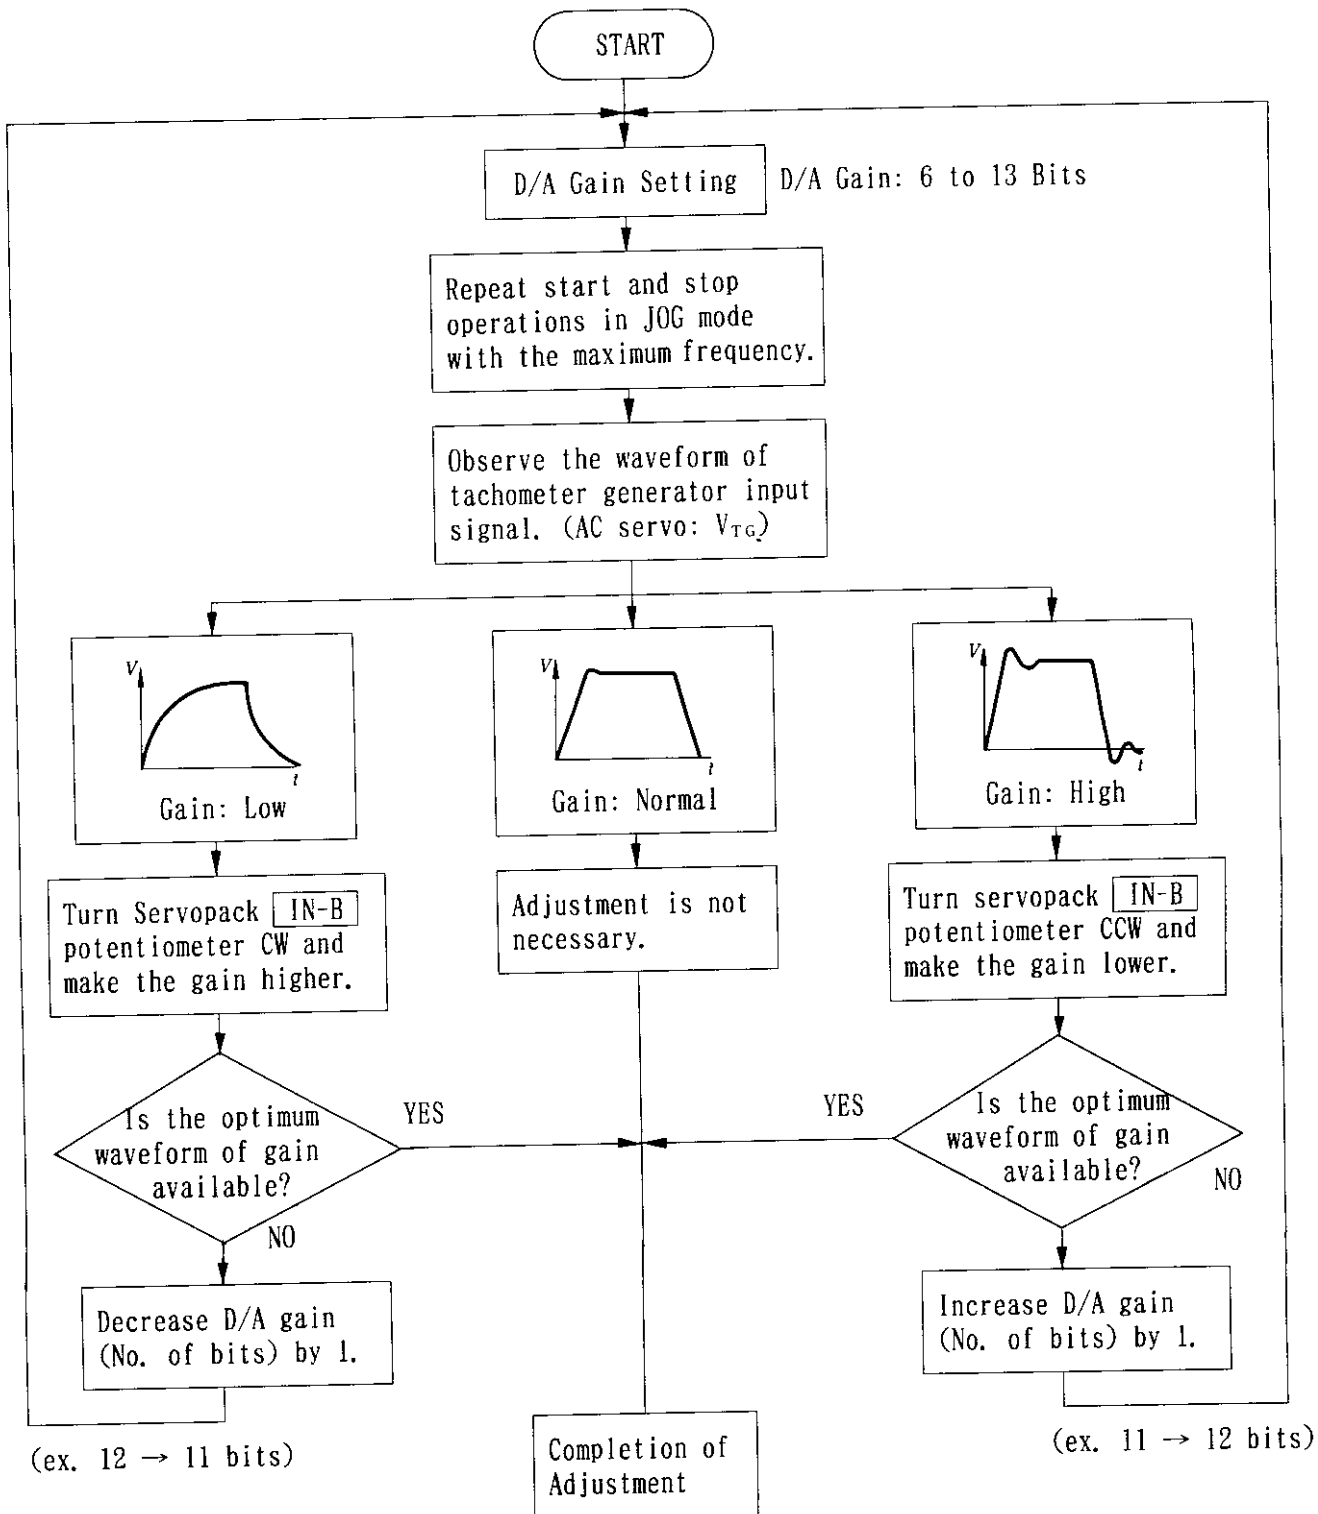 START
D/A Gain Setting
D/A Gain: 6 to 13 Bits
Repeat start and stop
operations in JOG mode
with the maximum frequency.
Observe the waveform of
tachometer generator input
signal. (AC servo: VTG)
V
t
Gain: Low
V
t
Gain: Normal
V
t
Gain: High
Turn Servopack IN-B
potentiometer CW and
make the gain higher.
Adjustment is not
necessary.
Turn servopack IN-B
potentiometer CCW and
make the gain lower.
Is the optimum
waveform of gain
available?
YES
NO
YES
Is the optimum
waveform of gain
available?
NO
Decrease D/A gain
(No. of bits) by 1.
Increase D/A gain
(No. of bits) by 1.
(ex. 12 → 11 bits)
Completion of
Adjustment
(ex. 11 → 12 bits)